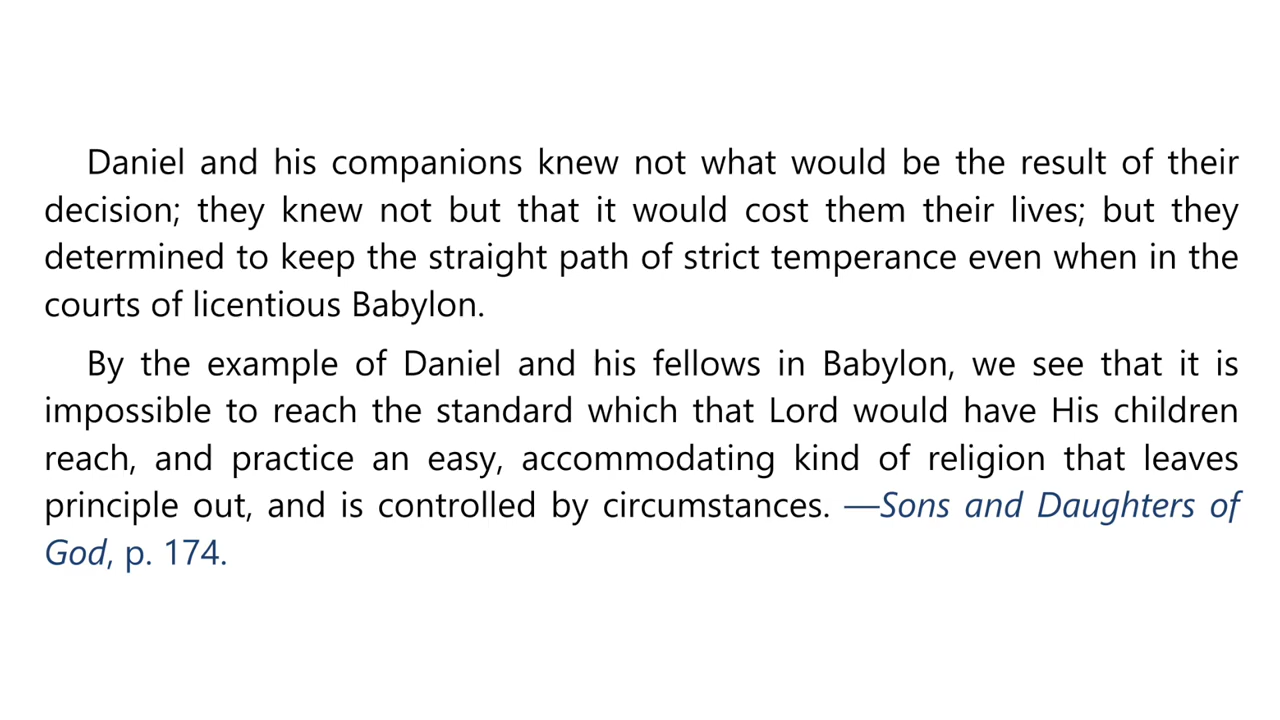 Daniel and his companions knew not what would be the result of their
decision; they knew not but that it would cost them their lives; but they
determined to keep the straight path of strict temperance even when in the
courts of licentious Babylon.
By the example of Daniel and his fellows in Babylon, we see that it is
impossible to reach the standard which that Lord would have His children
reach, and practice an easy, accommodating kind of religion that leaves
principle out, and is controlled by circumstances. —Sons and Daughters of
God, p. 174.